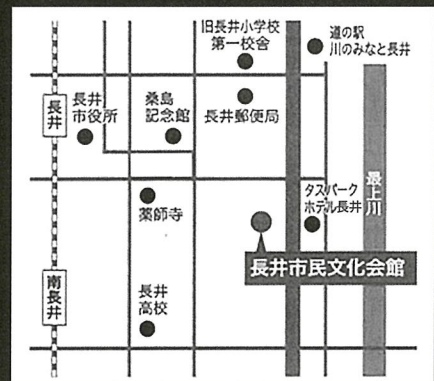 旧長井小学校
第一校舎
道の駅
川のみなと長井
長井
長井
市役所
桑島
記念館
長井郵便局
薬師寺
タスパーク
ホテル長井
最上川
長井市民文化会館
南長井
長井
高校